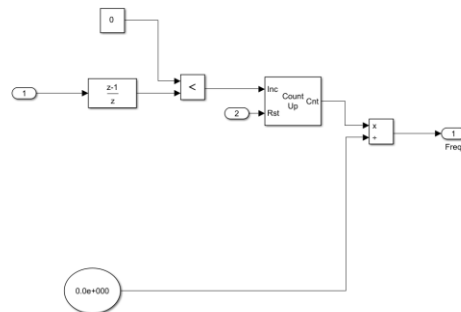 0
1
z-1
z
<
Inc
Rst
Count
Up
Cnt
2
x
÷
1
Freq
0.0e+000